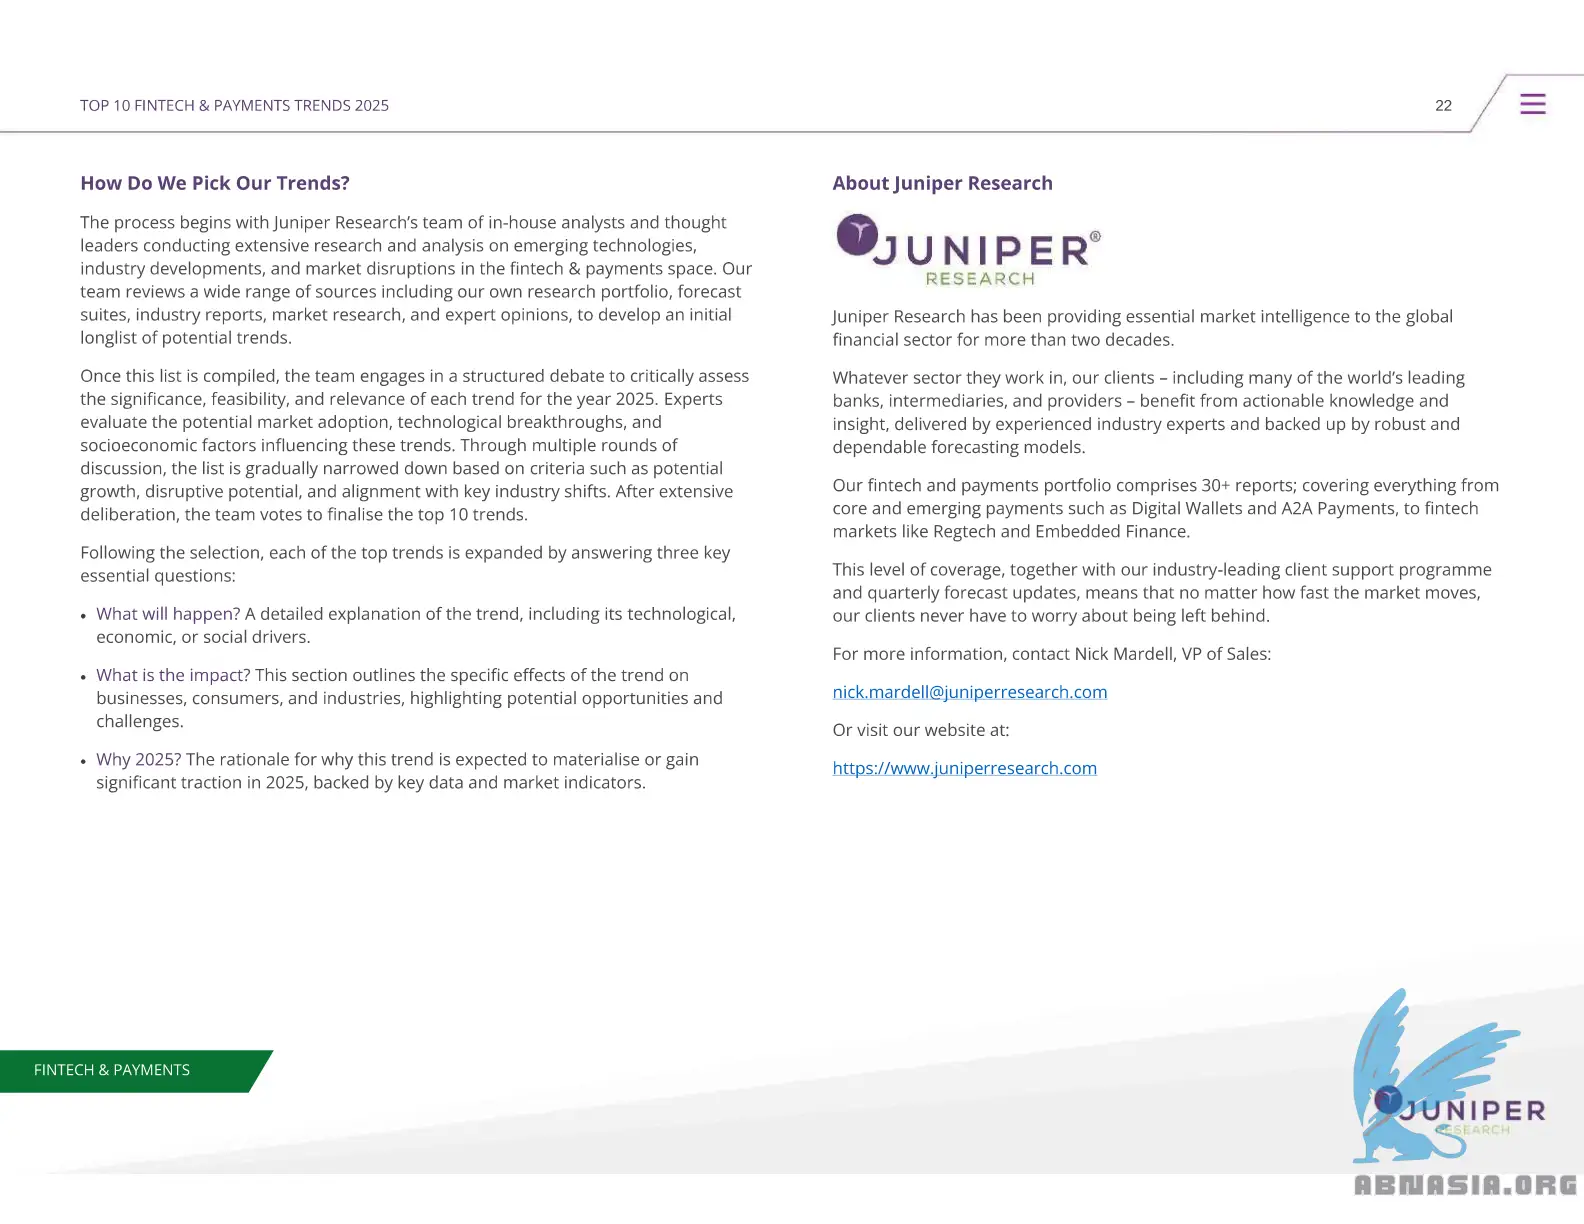 TOP 10 FINTECH & PAYMENTS TRENDS 2025
22
How Do We Pick Our Trends?
The process begins with Juniper Research’s team of in-house analysts and thought
leaders conducting extensive research and analysis on emerging technologies,
industry developments, and market disruptions in the fintech & payments space. Our
team reviews a wide range of sources including our own research portfolio, forecast
suites, industry reports, market research, and expert opinions, to develop an initial
longlist of potential trends.
Once this list is compiled, the team engages in a structured debate to critically assess
the significance, feasibility, and relevance of each trend for the year 2025. Experts
evaluate the potential market adoption, technological breakthroughs, and
socioeconomic factors influencing these trends. Through multiple rounds of
discussion, the list is gradually narrowed down based on criteria such as potential
growth, disruptive potential, and alignment with key industry shifts. After extensive
deliberation, the team votes to finalise the top 10 trends.
Following the selection, each of the top trends is expanded by answering three key
essential questions:
• What will happen? A detailed explanation of the trend, including its technological,
economic, or social drivers.
• What is the impact? This section outlines the specific effects of the trend on
businesses, consumers, and industries, highlighting potential opportunities and
challenges.
• Why 2025? The rationale for why this trend is expected to materialise or gain
significant traction in 2025, backed by key data and market indicators.
About Juniper Research
JUNIPER®
RESEARCH
Juniper Research has been providing essential market intelligence to the global
financial sector for more than two decades.
Whatever sector they work in, our clients – including many of the world’s leading
banks, intermediaries, and providers – benefit from actionable knowledge and
insight, delivered by experienced industry experts and backed up by robust and
dependable forecasting models.
Our fintech and payments portfolio comprises 30+ reports; covering everything from
core and emerging payments such as Digital Wallets and A2A Payments, to fintech
markets like Regtech and Embedded Finance.
This level of coverage, together with our industry-leading client support programme
and quarterly forecast updates, means that no matter how fast the market moves,
our clients never have to worry about being left behind.
For more information, contact Nick Mardell, VP of Sales:
nick.mardell@juniperresearch.com
Or visit our website at:
https://www.juniperresearch.com
FINTECH & PAYMENTS
JUNIPER
RESEARCH
ABNASIA.ORG